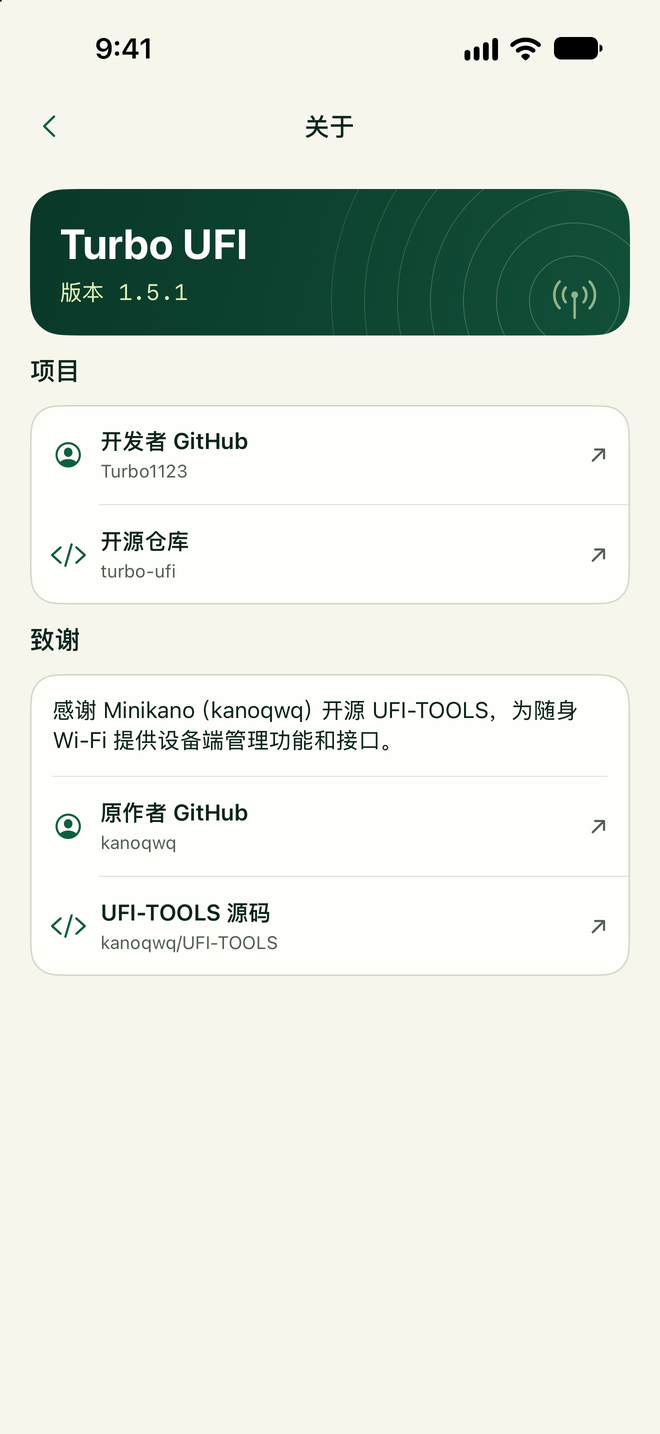 9:41
关于
Turbo UFI
版本 1.5.1
项目
开发者 GitHub
Turbo1123
开源仓库
turbo-ufi
致谢
感谢 Minikano（kanoqwq）开源 UFI-TOOLS，为随身
Wi-Fi 提供设备端管理功能和接口。
原作者 GitHub
kanoqwq
UFI-TOOLS 源码
kanoqwq/UFI-TOOLS